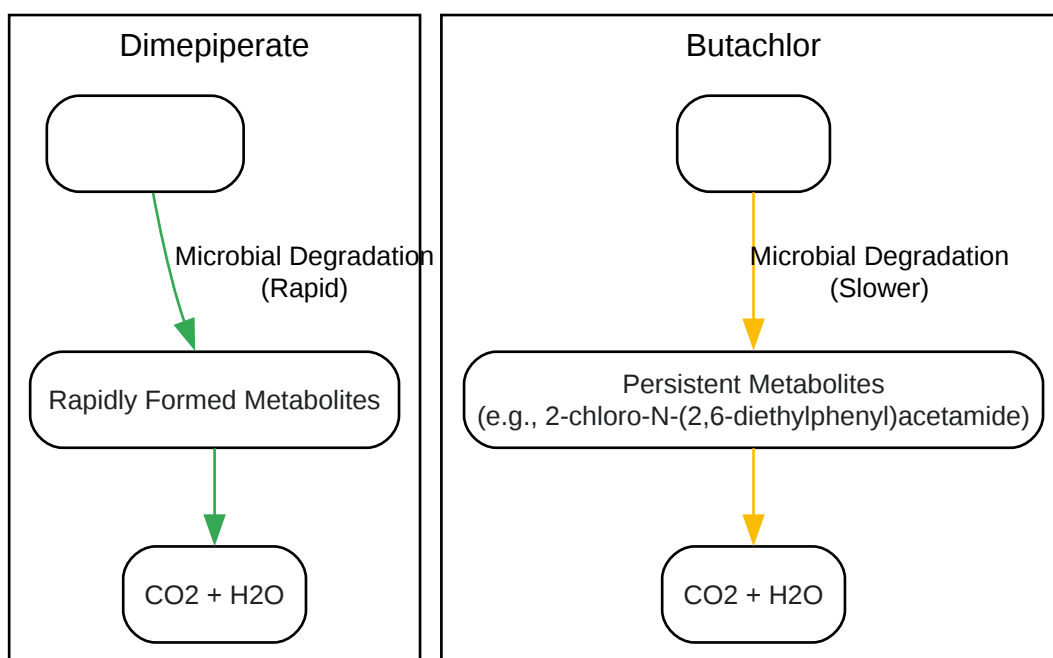 Dimepiperate
Microbial Degradation
(Rapid)
Rapidly Formed Metabolites
CO2 + H2O
Butachlor
Microbial Degradation
(Slower)
Persistent Metabolites
(e.g., 2-chloro-N-(2,6-diethylphenyl)acetamide)
CO2 + H2O